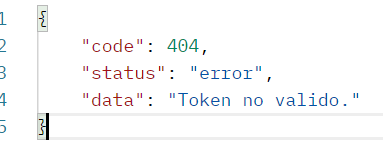 1 {
2 "code": 404,
3 "status": "error",
4 "data": "Token no valido."
5 }